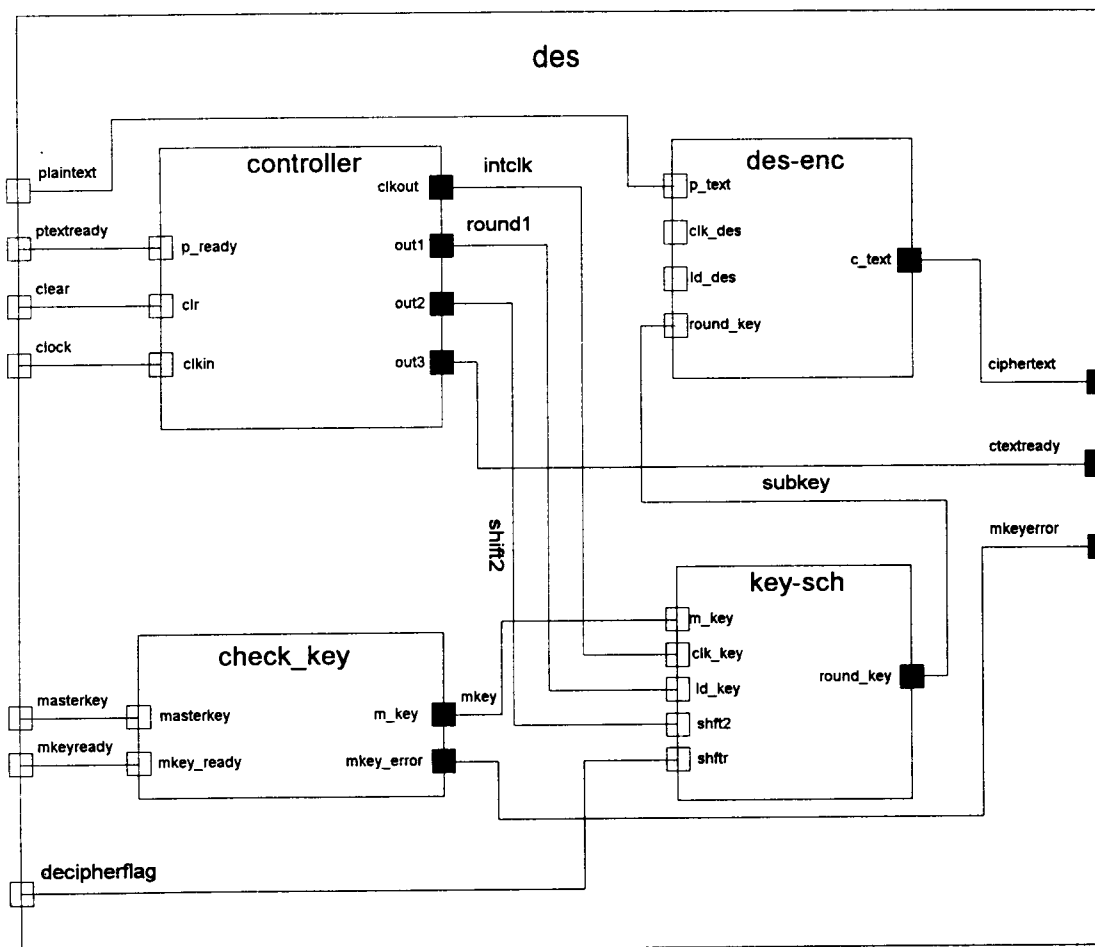 des
plaintext
controller
intclk
des-enc
clkout
p_text
ptextready
p_ready
out1
round1
clk_des
c_text
clear
clr
out2
ld_des
round_key
clock
clkin
out3
ciphertext
ctextready
subkey
shift2
mkeyerror
key-sch
m_key
check_key
clk_key
round_key
masterkey
masterkey
m_key
mkey
ld_key
shft2
mkeyready
mkey_ready
mkey_error
shftr
decipherflag